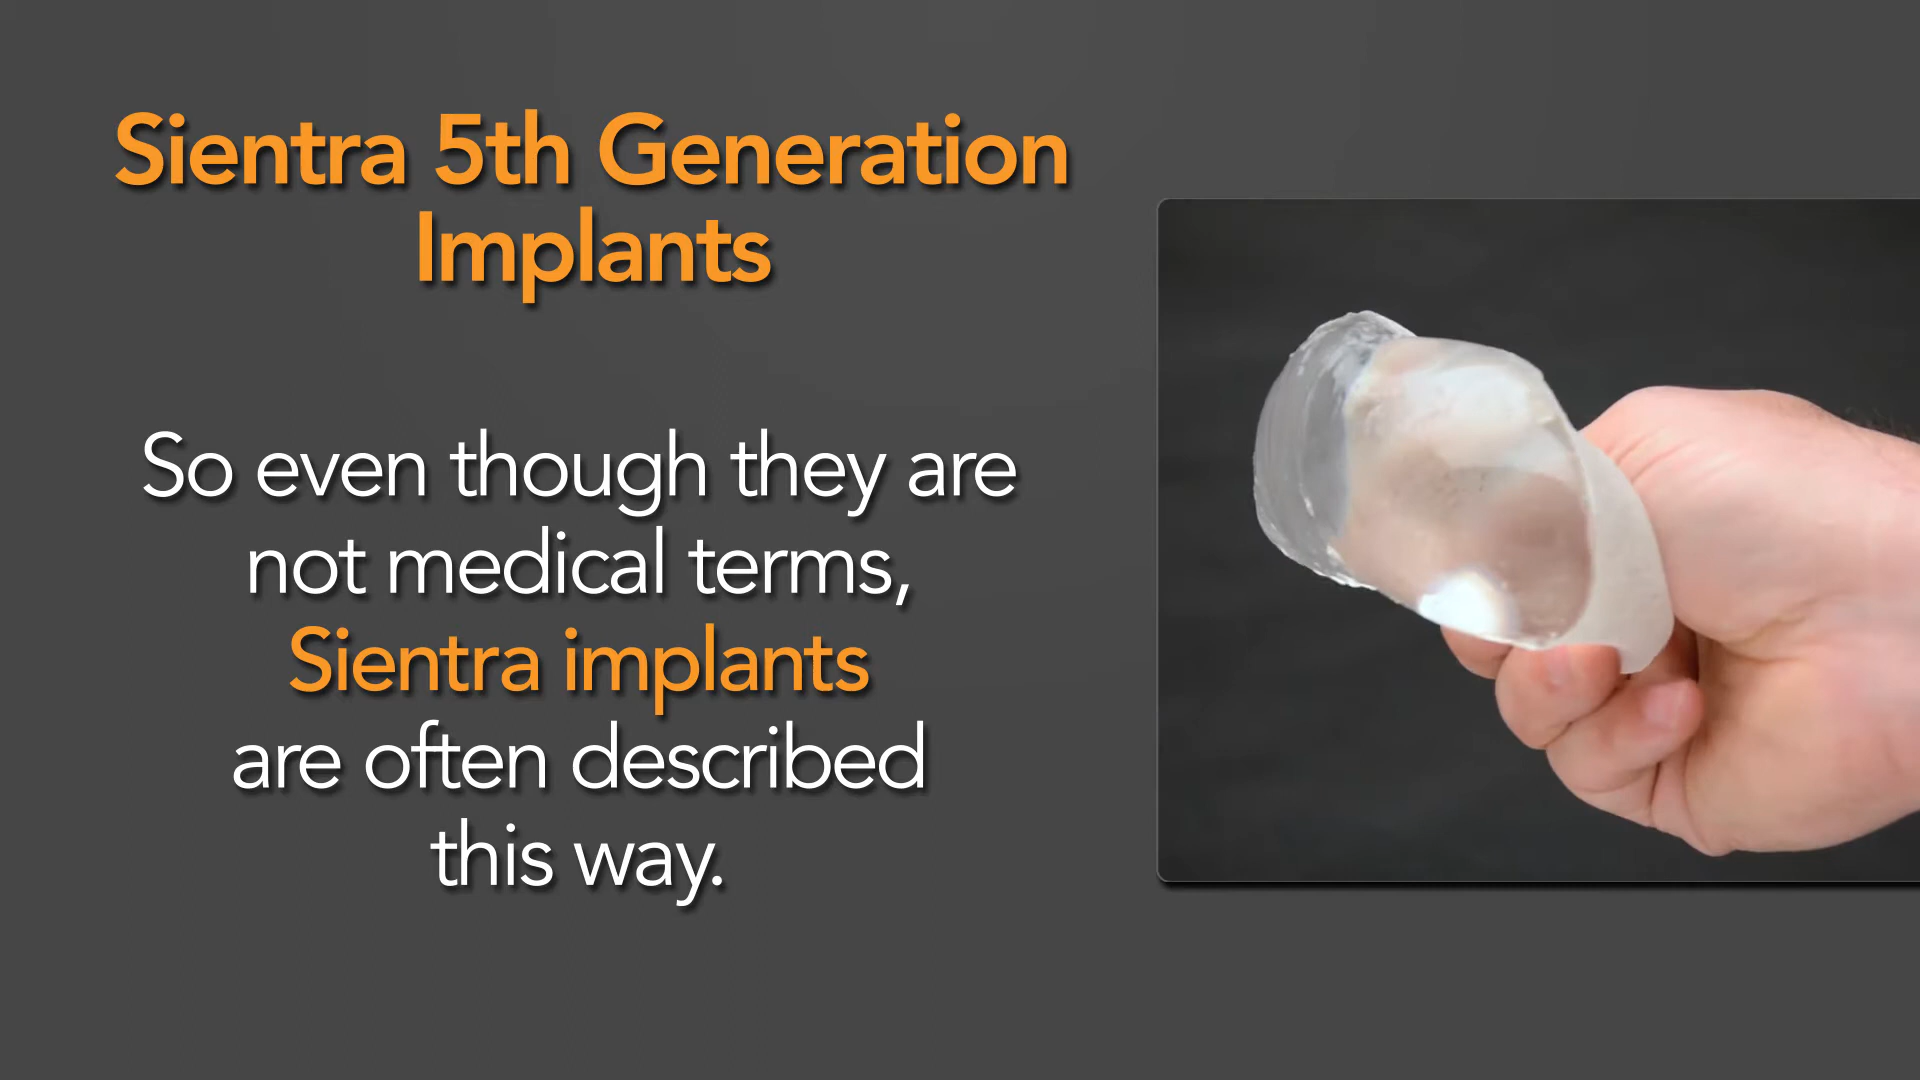 Sientra 5th Generation
Implants
So even though they are
not medical terms,
Sientra implants
are often described
this way.